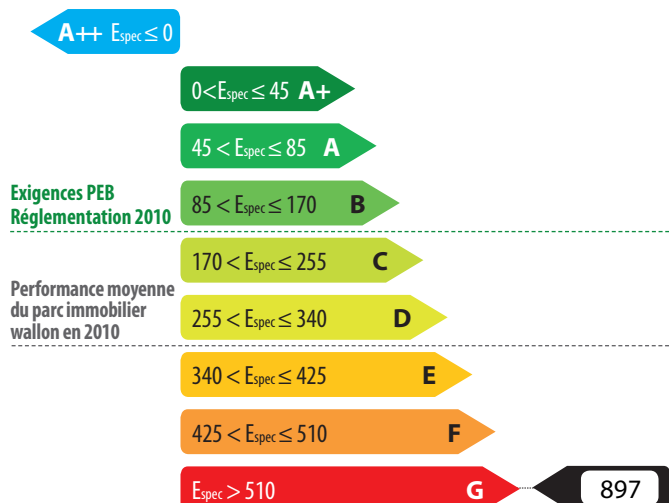 A++ Espec ≤ 0
0<Espec ≤ 45 A+
45 < Espec ≤ 85 A
Exigences PEB
Réglementation 2010
85 < Espec ≤ 170 B
170 < Espec ≤ 255 C
Performance moyenne
du parc immobilier
wallon en 2010
255 < Espec ≤ 340 D
340 < Espec ≤ 425 E
425 < Espec ≤ 510 F
Espec > 510 G
897